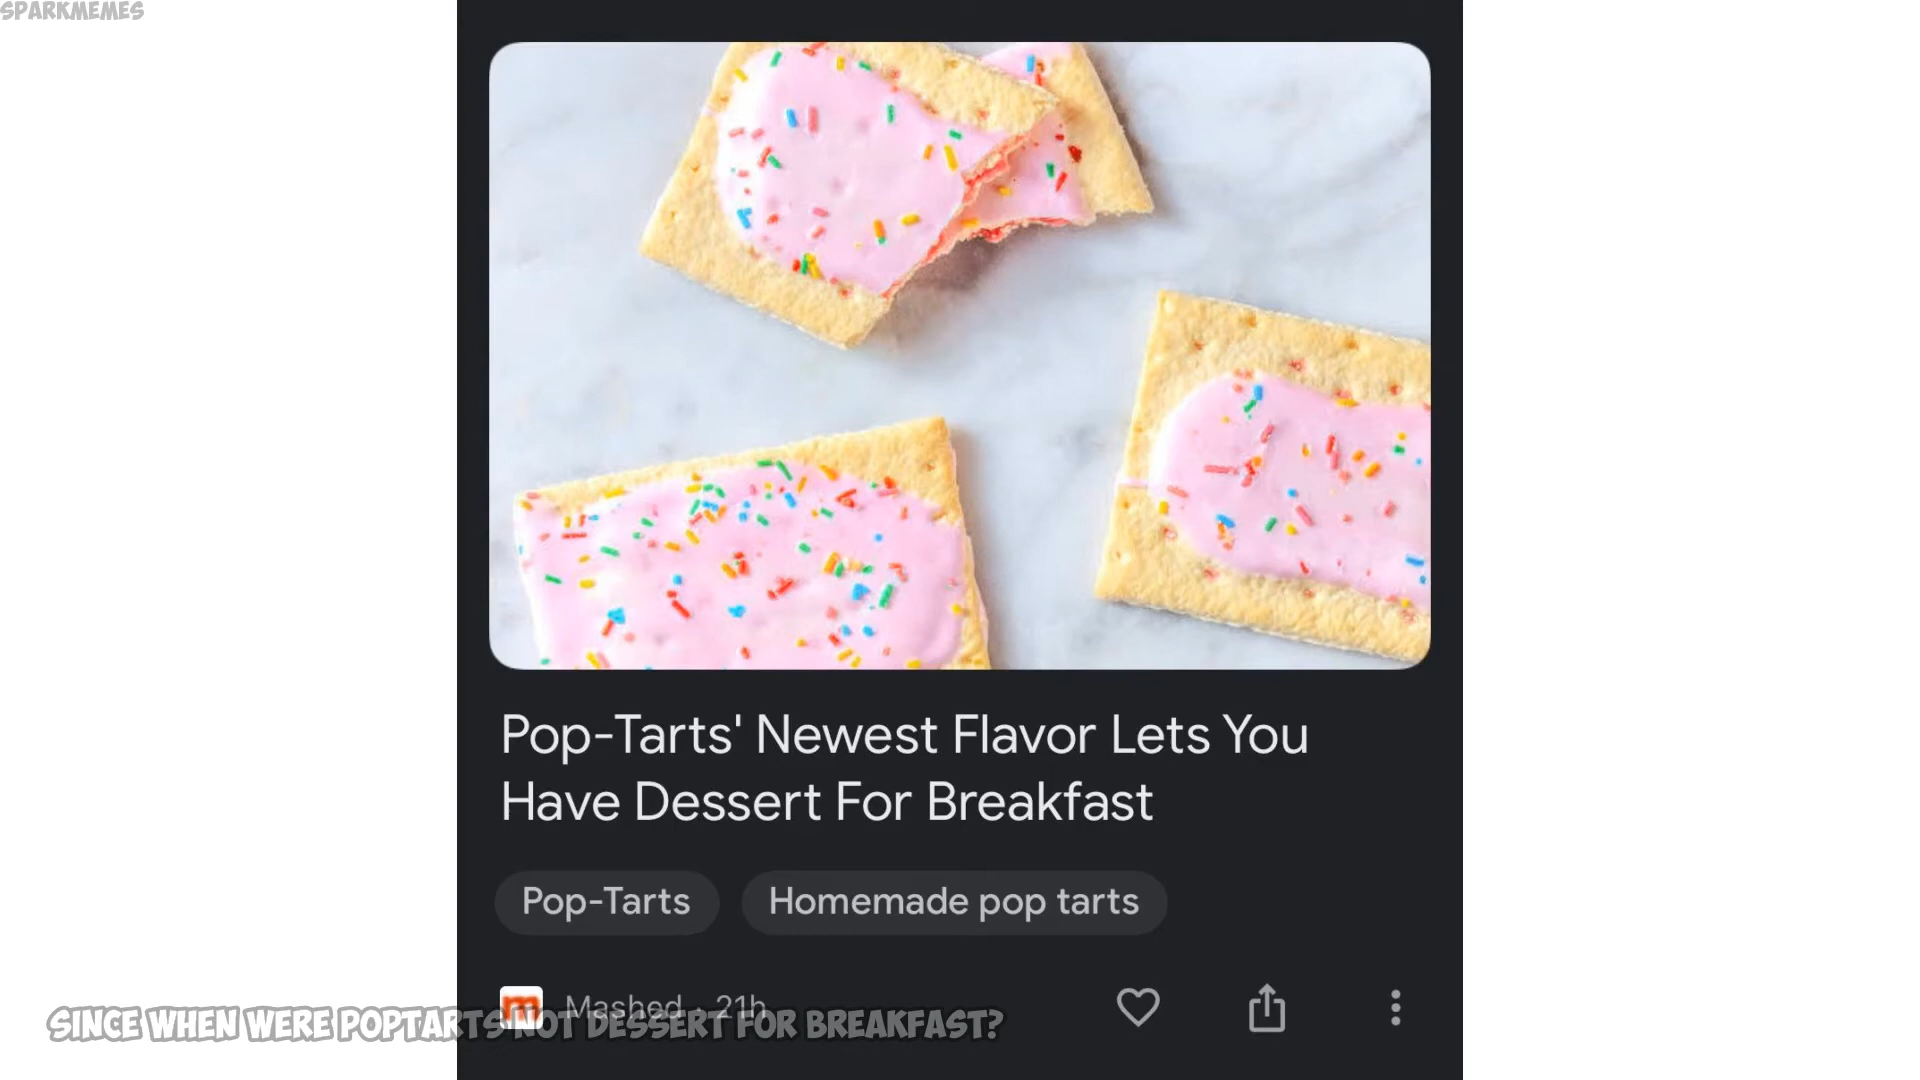 SPARKMEMES
Pop-Tarts' Newest Flavor Lets You
Have Dessert For Breakfast
Pop-Tarts
Homemade pop tarts
m
Mashed · 21h
SINCE WHEN WERE POPTARTS NOT DESSERT FOR BREAKFAST?